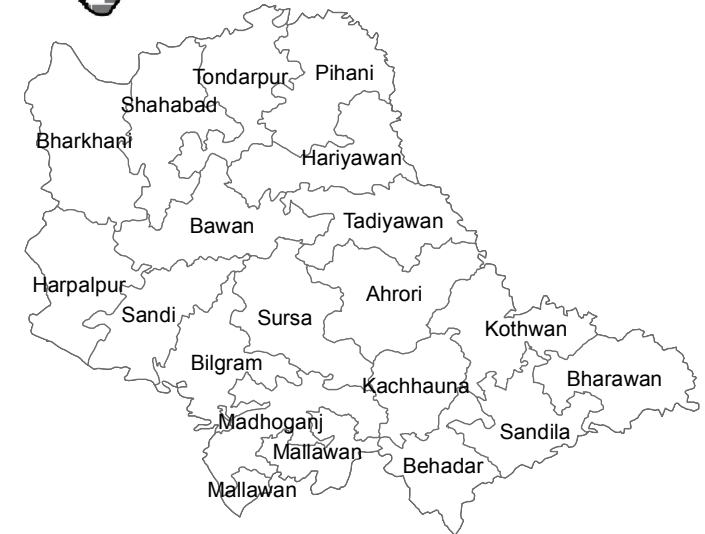 Tondarpur
Pihani
Shahabad
Bharkhani
Hariyawan
Bawan
Tadiyawan
Harpalpur
Ahrori
Sandi
Sursa
Kothwan
Bilgram
Kachhauna
Bharawan
Madhoganj
Sandila
Mallawan
Behadar
Mallawan